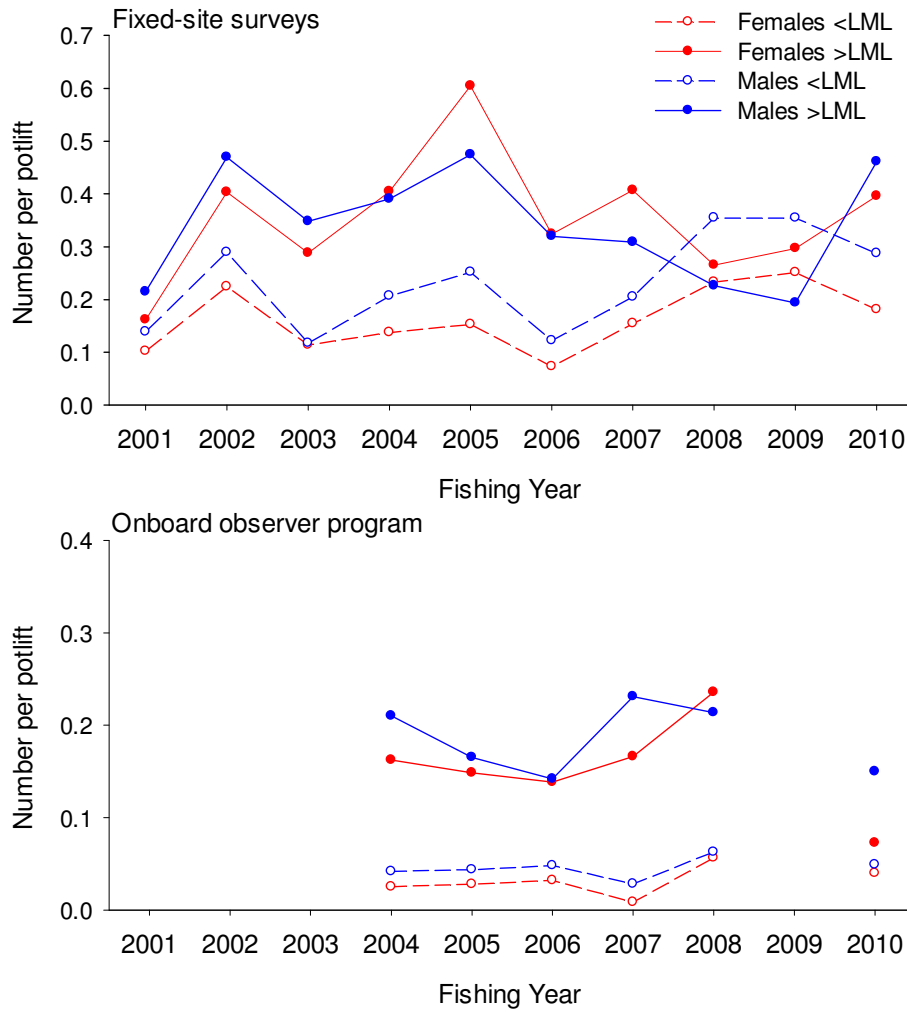 Fixed-site surveys
Females <LML
Females >LML
Males <LML
Males >LML
Number per potlift
0.7
0.6
0.5
0.4
0.3
0.2
0.1
0.0
2001 2002 2003 2004 2005 2006 2007 2008 2009 2010
Fishing Year
Onboard observer program
Number per potlift
0.4
0.3
0.2
0.1
0.0
2001 2002 2003 2004 2005 2006 2007 2008 2009 2010
Fishing Year